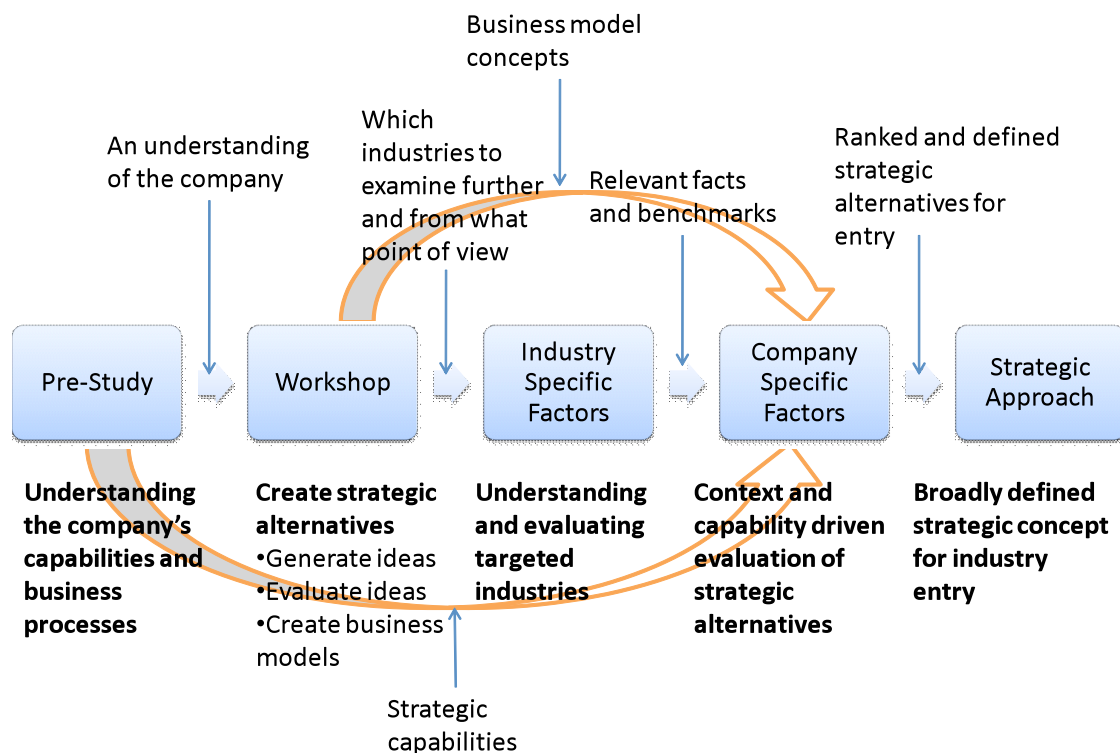 Business model
concepts
An understanding
of the company
Which
industries to
examine further
and from what
point of view
Relevant facts
and benchmarks
Ranked and defined
strategic
alternatives for
entry
Pre-Study
Workshop
Industry
Specific
Factors
Company
Specific
Factors
Strategic
Approach
Understanding
the company’s
capabilities and
business
processes
Create strategic
alternatives
•Generate ideas
•Evaluate ideas
•Create business
models
Understanding
and evaluating
targeted
industries
Context and
capability driven
evaluation of
strategic
alternatives
Broadly defined
strategic concept
for industry
entry
Strategic
capabilities